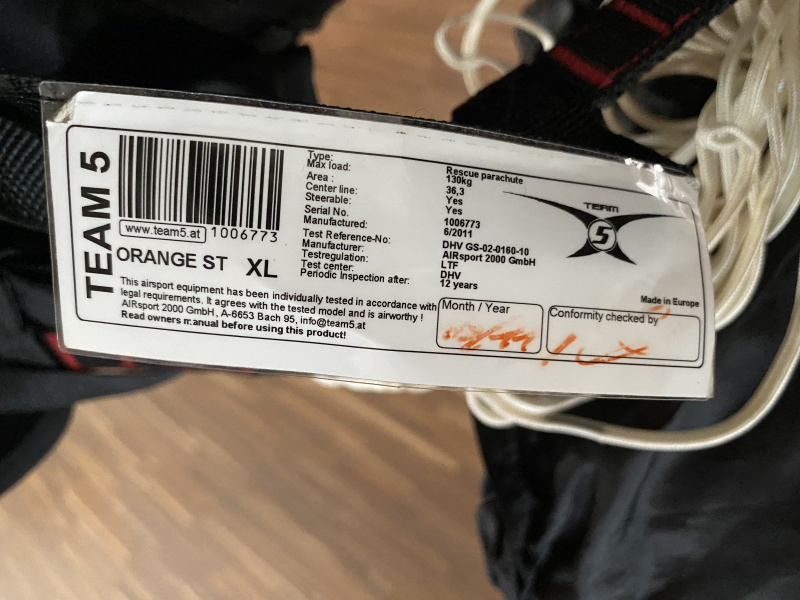 TEAM 5
www.team5.at 1006773
ORANGE ST XL
Type: Rescue parachute
Max load: 130kg
Area : 36,3
Center line: Yes
Steerable: Yes
Serial No. 1006773
Manufactured: 6/2011
Test Reference-No: DHV GS-02-0160-10
Manufacturer: AIRsport 2000 GmbH
Testregulation: LTF
Test center: DHV
Periodic Inspection after: 12 years
TEAM
5
Made in Europe
This airsport equipment has been individually tested in accordance with
legal requirements. It agrees with the tested model and is airworthy !
AIRsport 2000 GmbH, A-6653 Bach 95, info@team5.at
Read owners manual before using this product!
Month / Year
Conformity checked by